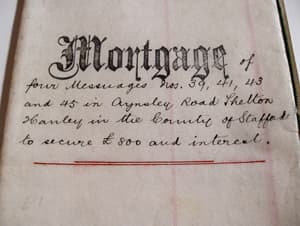 Mortgage of
four Messuages Nos. 39, 41, 43
and 45 in Aynsley Road Shelton
Hanley in the County of Stafford
to secure £800 and interest.